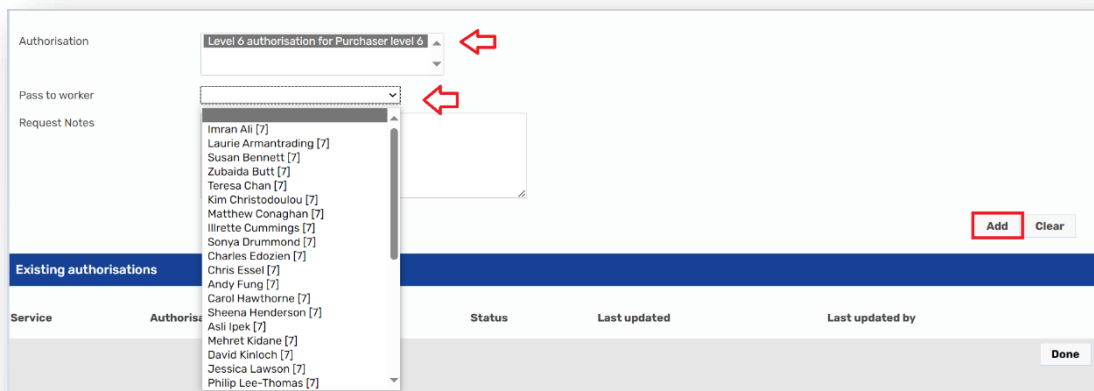 Authorisation
Level 6 authorisation for Purchaser level 6
Pass to worker
Request Notes
Imran Ali [7]
Laurie Armantrading [7]
Susan Bennett [7]
Zubaida Butt [7]
Teresa Chan [7]
Kim Christodoulou [7]
Matthew Conaghan [7]
Illrette Cummings [7]
Sonya Drummond [7]
Charles Edozien [7]
Chris Essel [7]
Andy Fung [7]
Carol Hawthorne [7]
Sheena Henderson [7]
Asli Ipek [7]
Mehret Kidane [7]
David Kinloch [7]
Jessica Lawson [7]
Philip Lee-Thomas [7]
Add Clear
Existing authorisations
Service Authorisa Status Last updated Last updated by
Done